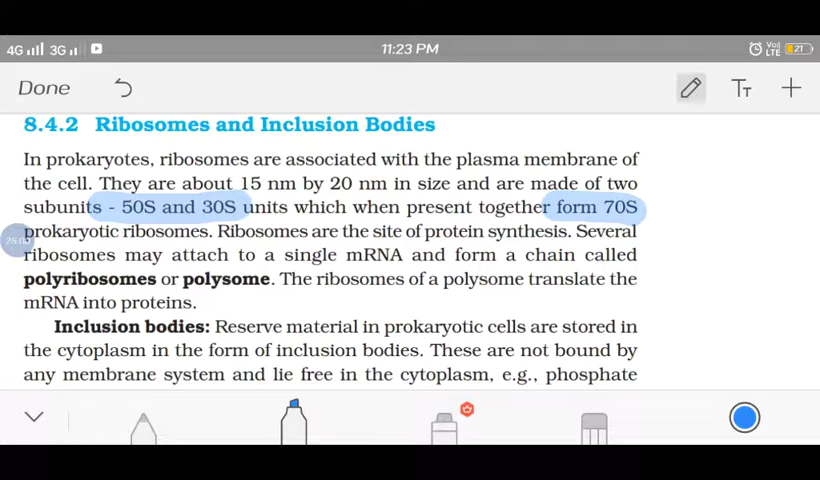 4G 3G 11:23 PM Vo) LTE 21
Done TT
8.4.2 Ribosomes and Inclusion Bodies
In prokaryotes, ribosomes are associated with the plasma membrane of
the cell. They are about 15 nm by 20 nm in size and are made of two
subunits - 50S and 30S units which when present together form 70S
prokaryotic ribosomes. Ribosomes are the site of protein synthesis. Several
ribosomes may attach to a single mRNA and form a chain called
polyribosomes or polysome. The ribosomes of a polysome translate the
mRNA into proteins.
Inclusion bodies: Reserve material in prokaryotic cells are stored in
the cytoplasm in the form of inclusion bodies. These are not bound by
any membrane system and lie free in the cytoplasm, e.g., phosphate